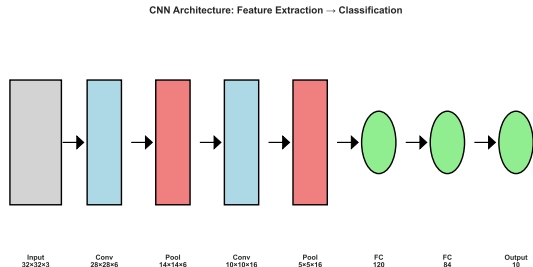 CNN Architecture: Feature Extraction → Classification
Input
32×32×3
Conv
28×28×6
Pool
14×14×6
Conv
10×10×16
Pool
5×5×16
FC
120
FC
84
Output
10